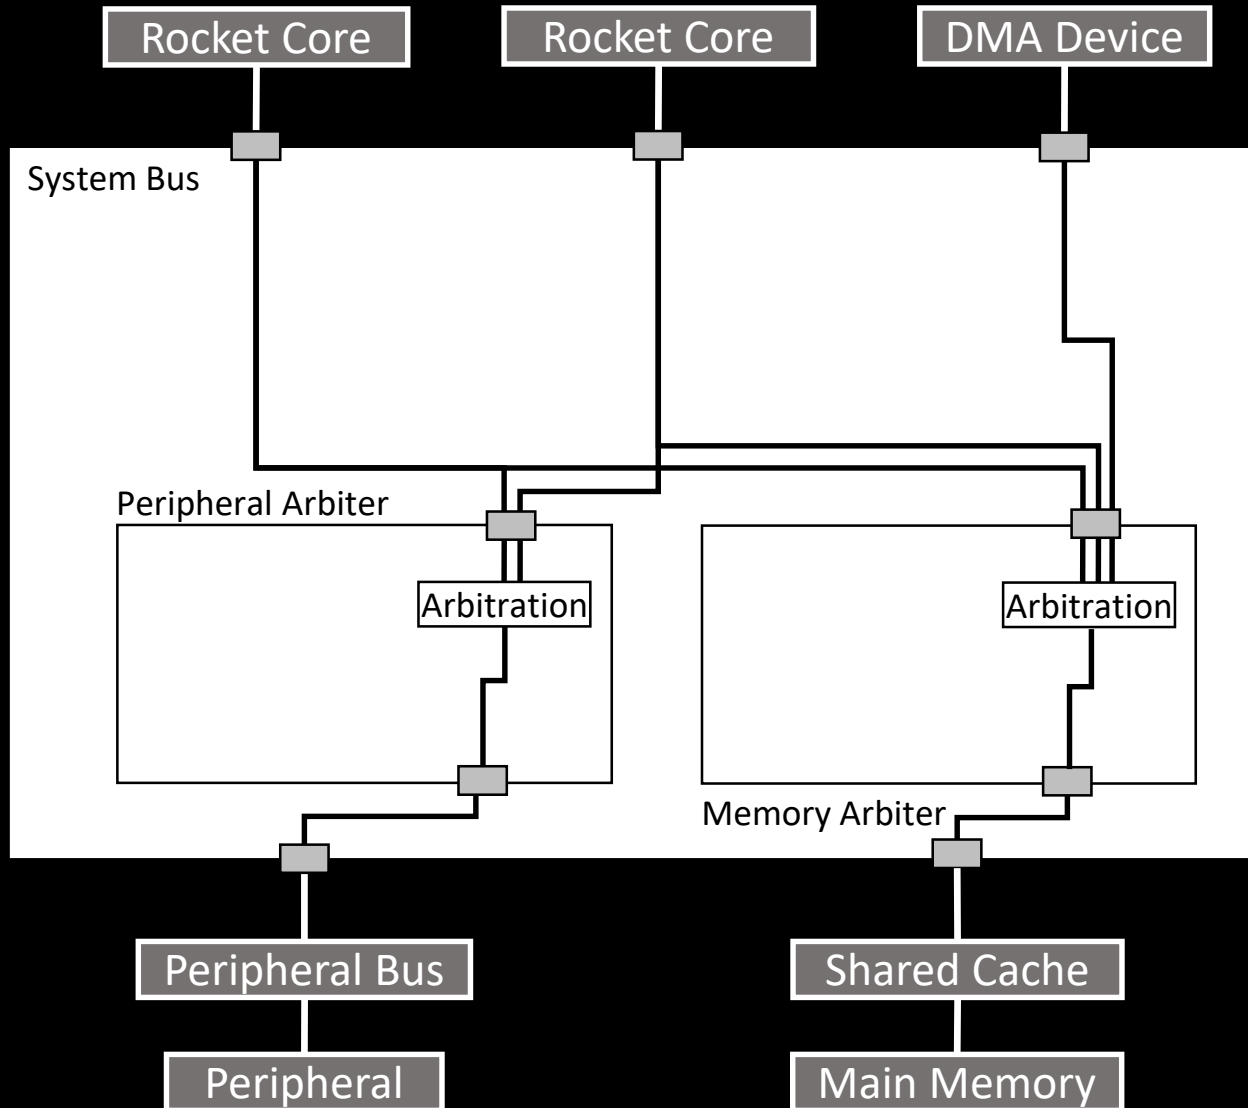 Rocket Core
Rocket Core
DMA Device
System Bus
Peripheral Arbiter
Arbitration
Arbitration
Memory Arbiter
Peripheral Bus
Shared Cache
Peripheral
Main Memory